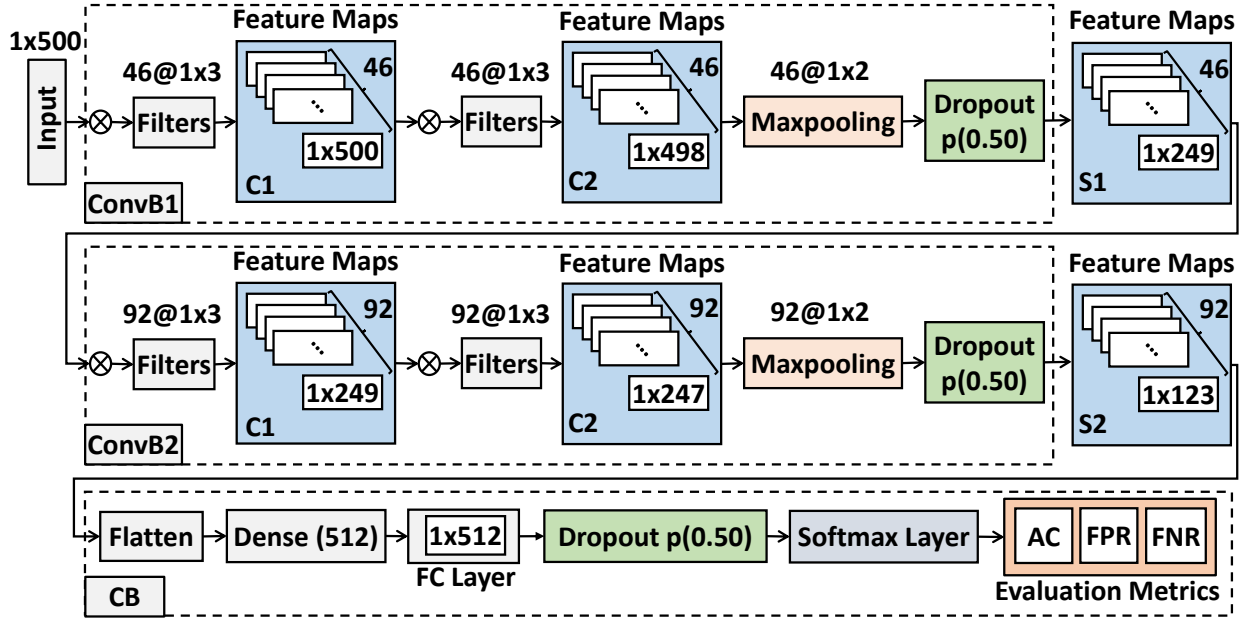 Feature Maps
Feature Maps
Feature Maps
1x500
Input
46@1x3
Filters
46
1x500
C1
46@1x3
Filters
46
1x498
C2
46@1x2
Maxpooling
Dropout
p(0.50)
46
1x249
S1
ConvB1
Feature Maps
Feature Maps
Feature Maps
92@1x3
Filters
92
1x249
C1
92@1x3
Filters
92
1x247
C2
92@1x2
Maxpooling
Dropout
p(0.50)
92
1x123
S2
ConvB2
Flatten
Dense (512)
1x512
FC Layer
Dropout p(0.50)
Softmax Layer
AC
FPR
FNR
Evaluation Metrics
CB